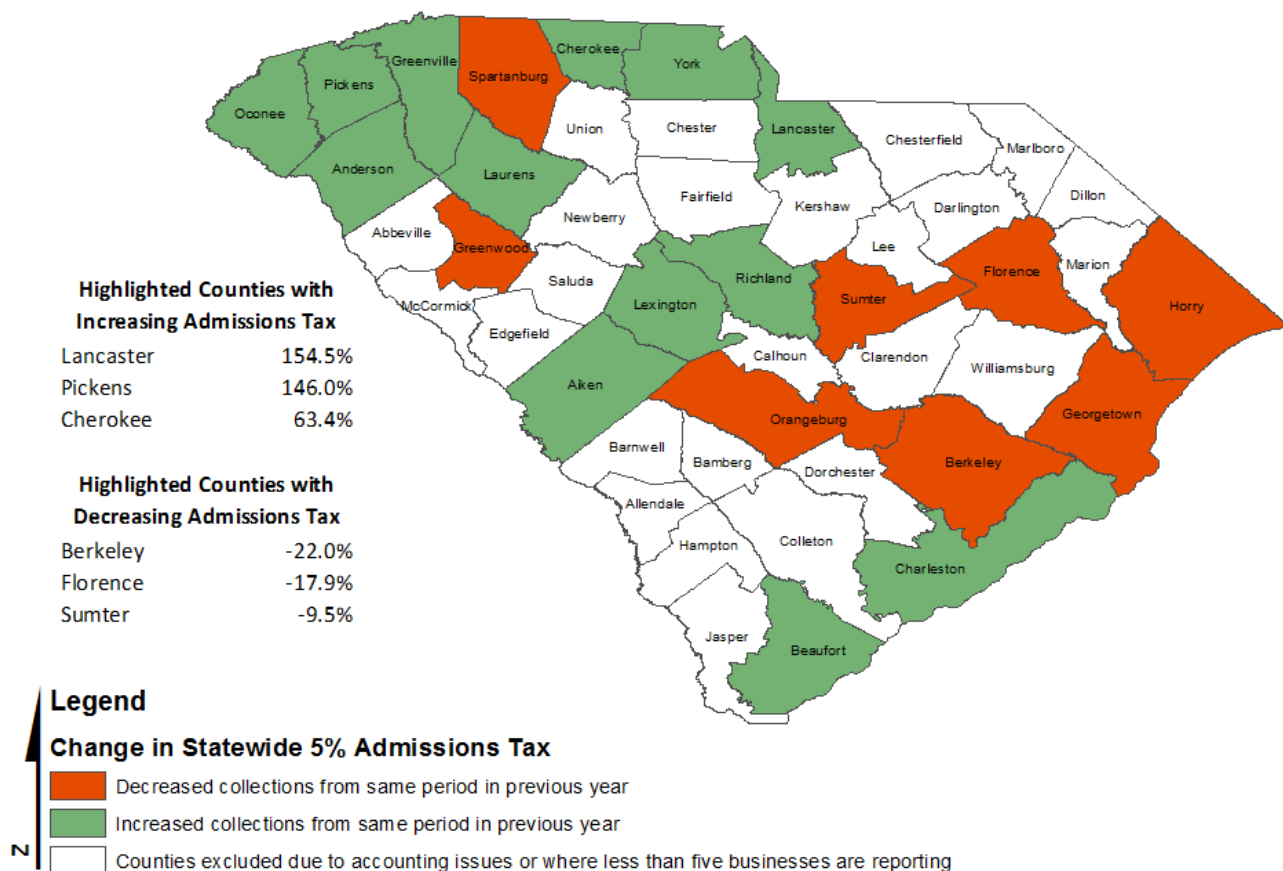 Cherokee
York
Greenville
Spartanburg
Pickens
Oconee
Union
Chester
Lancaster
Chesterfield
Marlboro
Anderson
Laurens
Fairfield
Kershaw
Darlington
Dillon
Newberry
Abbeville
Greenwood
Lee
Florence
Marion
Saluda
Richland
Sumter
Horry
McCormick
Lexington
Edgefield
Calhoun
Clarendon
Williamsburg
Aiken
Orangeburg
Georgetown
Barnwell
Bamberg
Dorchester
Berkeley
Allendale
Hampton
Colleton
Charleston
Jasper
Beaufort
Highlighted Counties with
Increasing Admissions Tax
Lancaster 154.5%
Pickens 146.0%
Cherokee 63.4%
Highlighted Counties with
Decreasing Admissions Tax
Berkeley -22.0%
Florence -17.9%
Sumter -9.5%
Legend
Change in Statewide 5% Admissions Tax
Decreased collections from same period in previous year
Increased collections from same period in previous year
Counties excluded due to accounting issues or where less than five businesses are reporting
N